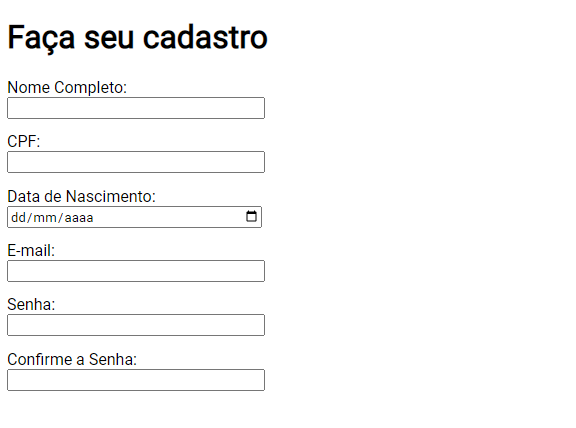 Faça seu cadastro
Nome Completo:
CPF:
Data de Nascimento:
dd/mm/aaaa
E-mail:
Senha:
Confirme a Senha: